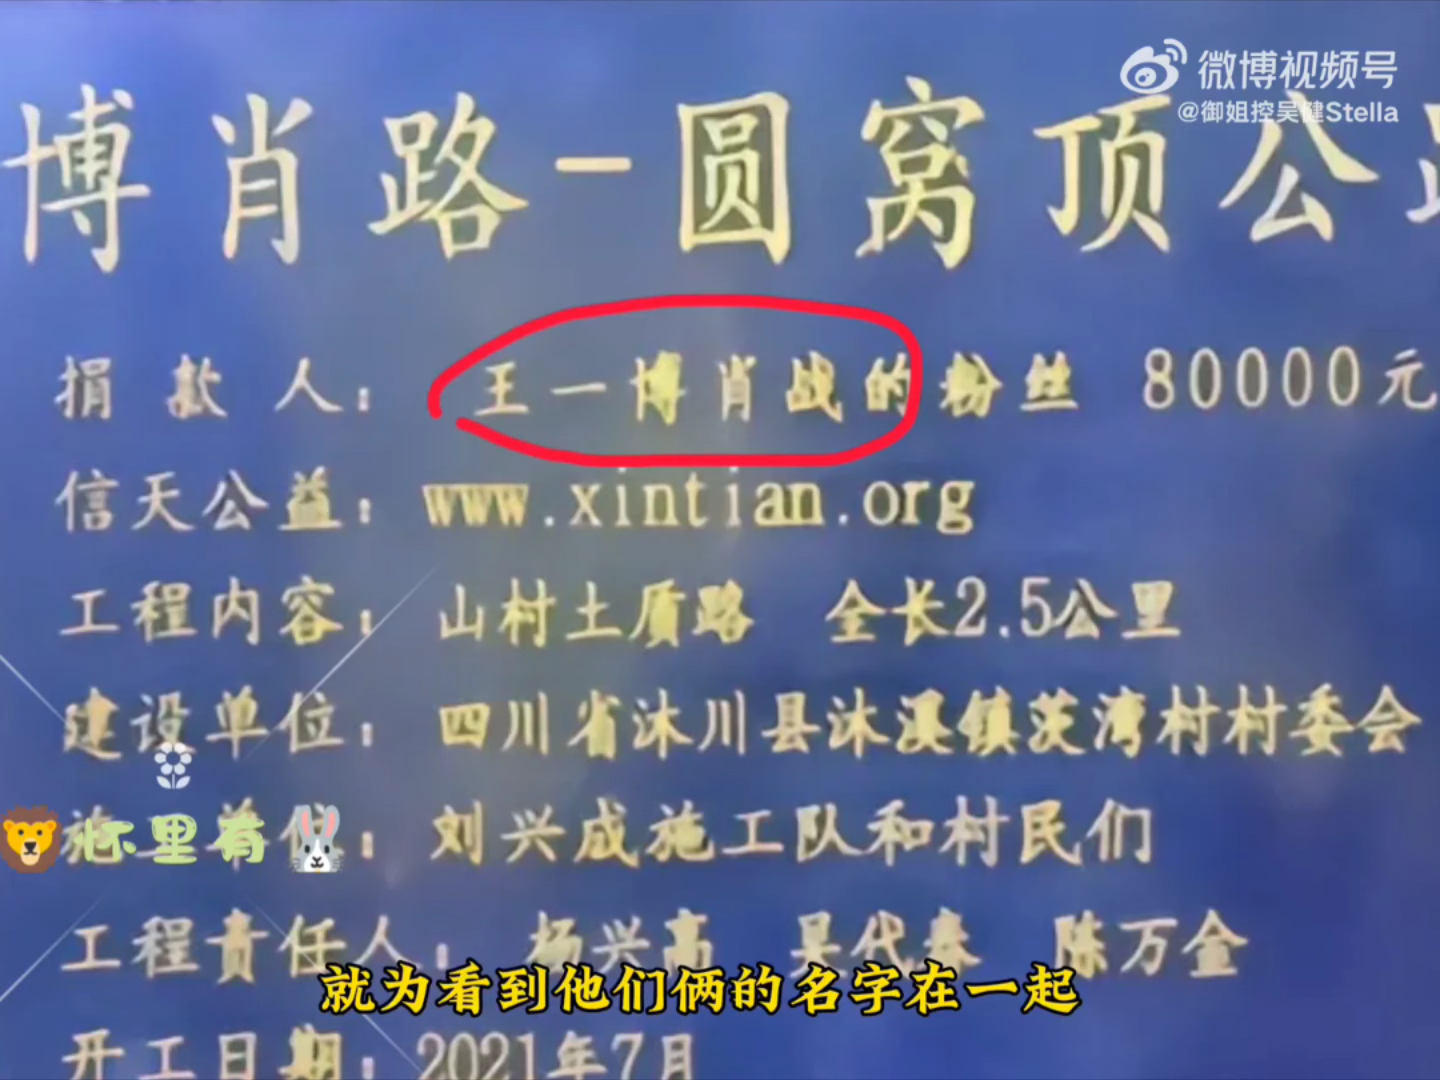 微博视频号
@御姐控吴健Stella
博肖路-圆窝顶公
捐款人：王一博肖战的粉丝 80000元
信天公益：www.xintian.org
工程内容：山村土质路 全长2.5公里
建设单位：四川省沐川县沐溪镇茨湾村村委会
施工单位：刘兴成施工队和村民们
怀里有
工程责任人：杨兴高 吴代春 陈万金
就为看到他们俩的名字在一起
开工日期：2021年7月